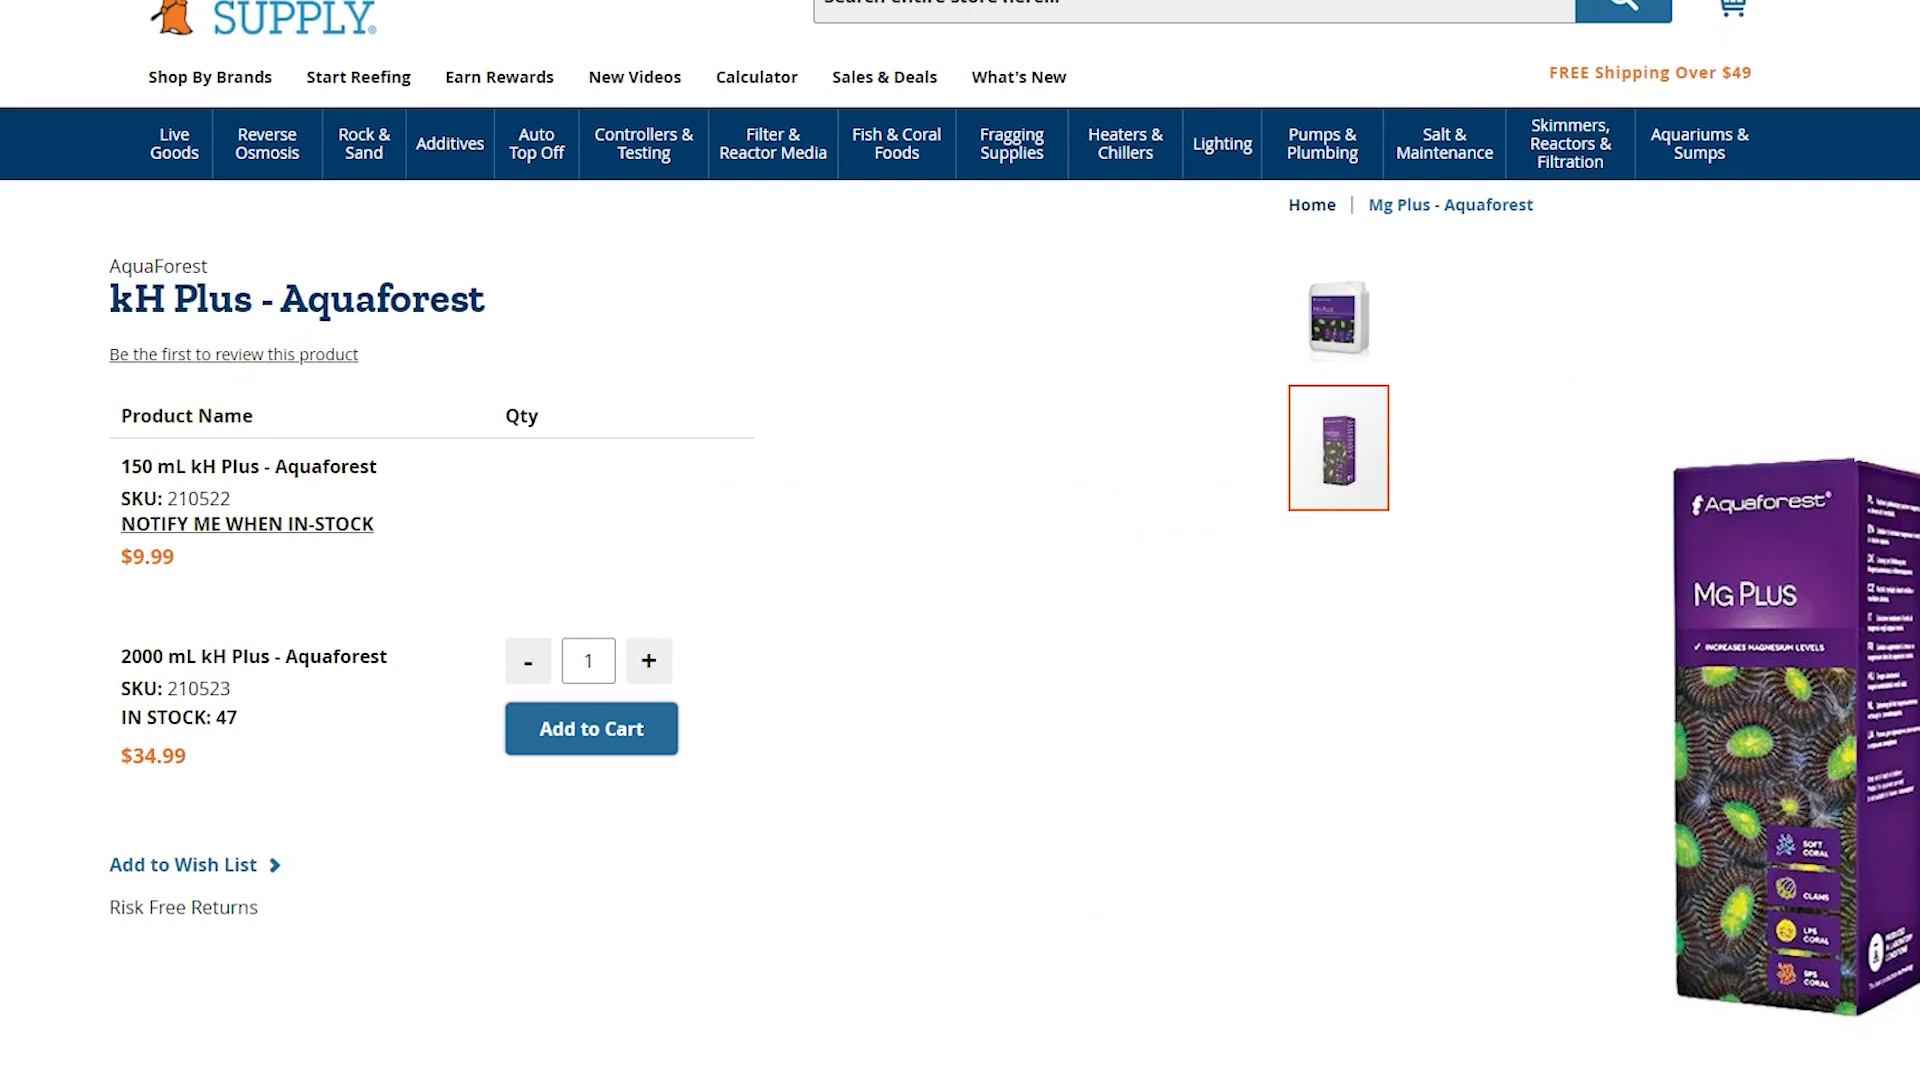 SUPPLY®
Search entire store here...
Shop By Brands
Start Reefing
Earn Rewards
New Videos
Calculator
Sales & Deals
What's New
FREE Shipping Over $49
Live
Goods
Reverse
Osmosis
Rock &
Sand
Additives
Auto
Top Off
Controllers &
Testing
Filter &
Reactor Media
Fish & Coral
Foods
Fragging
Supplies
Heaters &
Chillers
Lighting
Pumps &
Plumbing
Salt &
Maintenance
Skimmers,
Reactors &
Filtration
Aquariums &
Sumps
Home
Mg Plus - Aquaforest
AquaForest
kH Plus - Aquaforest
Be the first to review this product
Product Name
Qty
150 mL kH Plus - Aquaforest
SKU: 210522
NOTIFY ME WHEN IN-STOCK
$9.99
2000 mL kH Plus - Aquaforest
SKU: 210523
IN STOCK: 47
$34.99
- 1 +
Add to Cart
Add to Wish List
Risk Free Returns
Mg Plus
Aquaforest®
Mg Plus
✓ INCREASES MAGNESIUM LEVELS
SOFT
CORAL
CLAMS
LPS
CORAL
SPS
CORAL